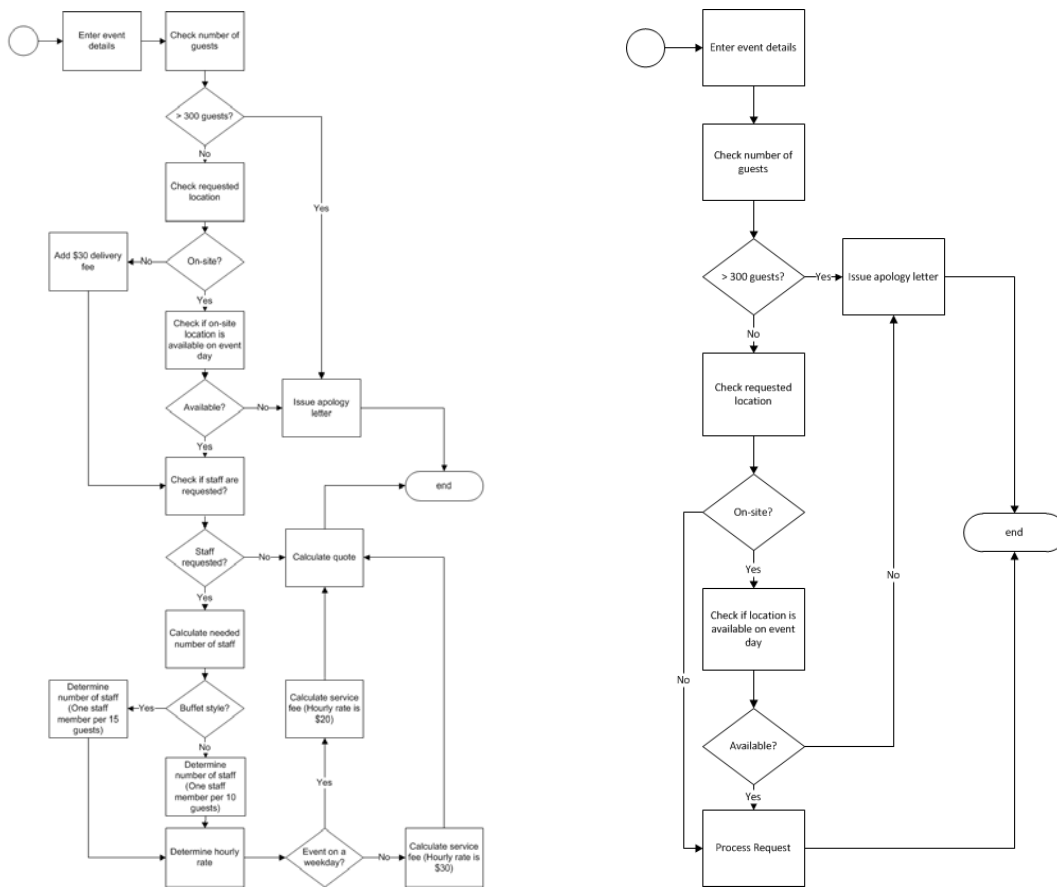 Enter event
details
Check number of
guests
> 300 guests?
No
Yes
Check requested
location
On-site?
No
Add $30 delivery
fee
Yes
Check if on-site
location is
available on event
day
Available?
No
Issue apology
letter
Yes
Check if staff are
requested?
end
Staff
requested?
No
Calculate quote
Yes
Calculate needed
number of staff
Buffet style?
Yes
Determine
number of staff
(One staff
member per 15
guests)
No
Determine
number of staff
(One staff
member per 10
guests)
Determine hourly
rate
Event on a
weekday?
Yes
Calculate service
fee (Hourly rate is
$20)
No
Calculate service
fee (Hourly rate is
$30)
Enter event details
Check number of
guests
> 300 guests?
Yes
Issue apology letter
No
Check requested
location
On-site?
No
Yes
Check if location is
available on event
day
Available?
No
Yes
Process Request
end